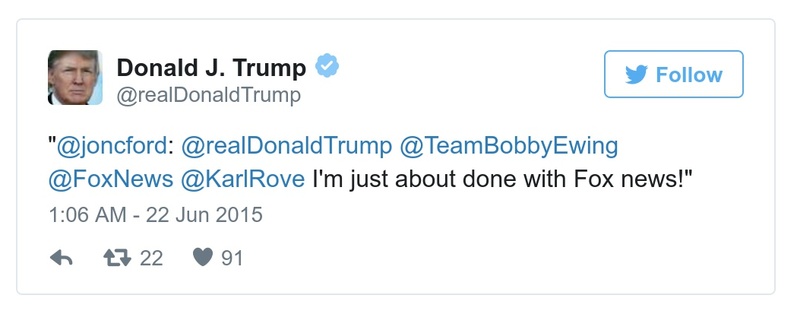 Donald J. Trump
@realDonaldTrump
Follow
"@joncford: @realDonaldTrump @TeamBobbyEwing
@FoxNews @KarlRove I'm just about done with Fox news!"
1:06 AM - 22 Jun 2015
22 91